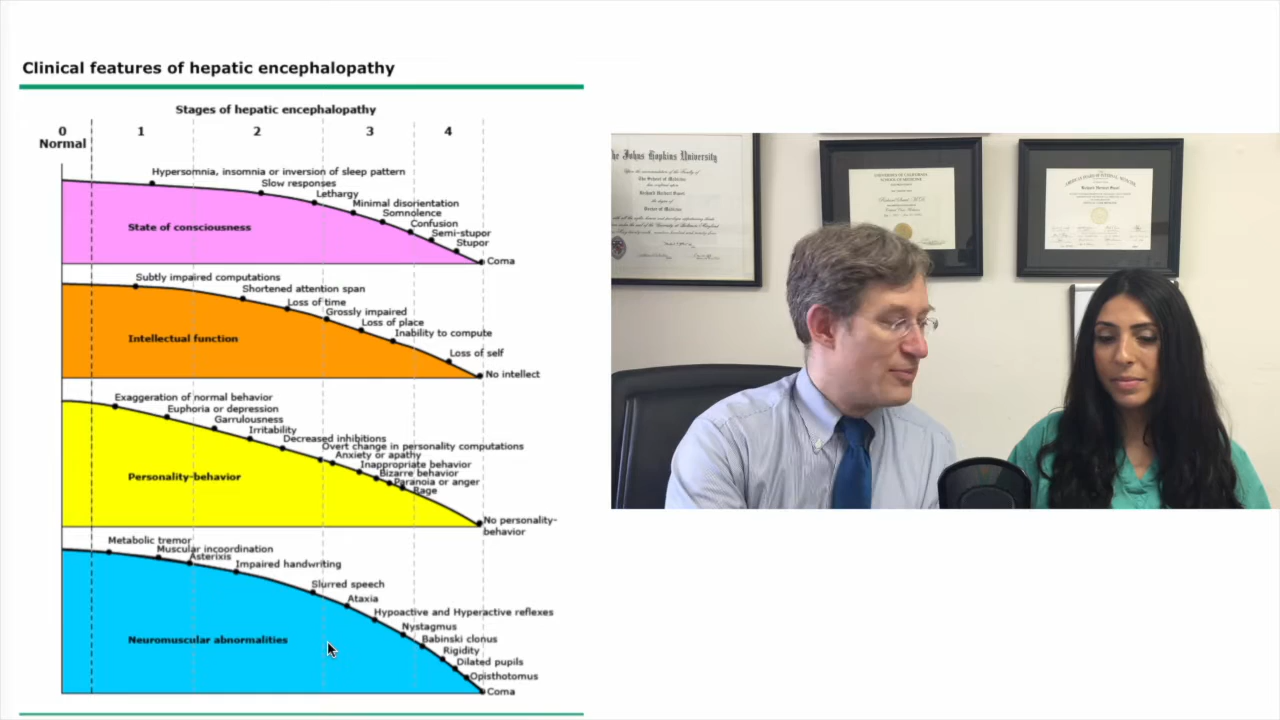 Clinical features of hepatic encephalopathy
Stages of hepatic encephalopathy
0 1 2 3 4
Normal
Hypersomnia, insomnia or inversion of sleep pattern
Slow responses
Lethargy
Minimal disorientation
Somnolence
Confusion
Semi-stupor
Stupor
Coma
State of consciousness
Subtly impaired computations
Shortened attention span
Loss of time
Grossly impaired
Loss of place
Inability to compute
Loss of self
No intellect
Intellectual function
Exaggeration of normal behavior
Euphoria or depression
Garrulousness
Irritability
Decreased inhibitions
Overt change in personality computations
Anxiety or apathy
Inappropriate behavior
Bizarre behavior
Paranoia or anger
Rage
No personality-
behavior
Personality-behavior
Metabolic tremor
Muscular incoordination
Asterixis
Impaired handwriting
Slurred speech
Ataxia
Hypoactive and Hyperactive reflexes
Nystagmus
Babinski clonus
Rigidity
Dilated pupils
Opisthotomus
Coma
Neuromuscular abnormalities
he Johns Hopkins University